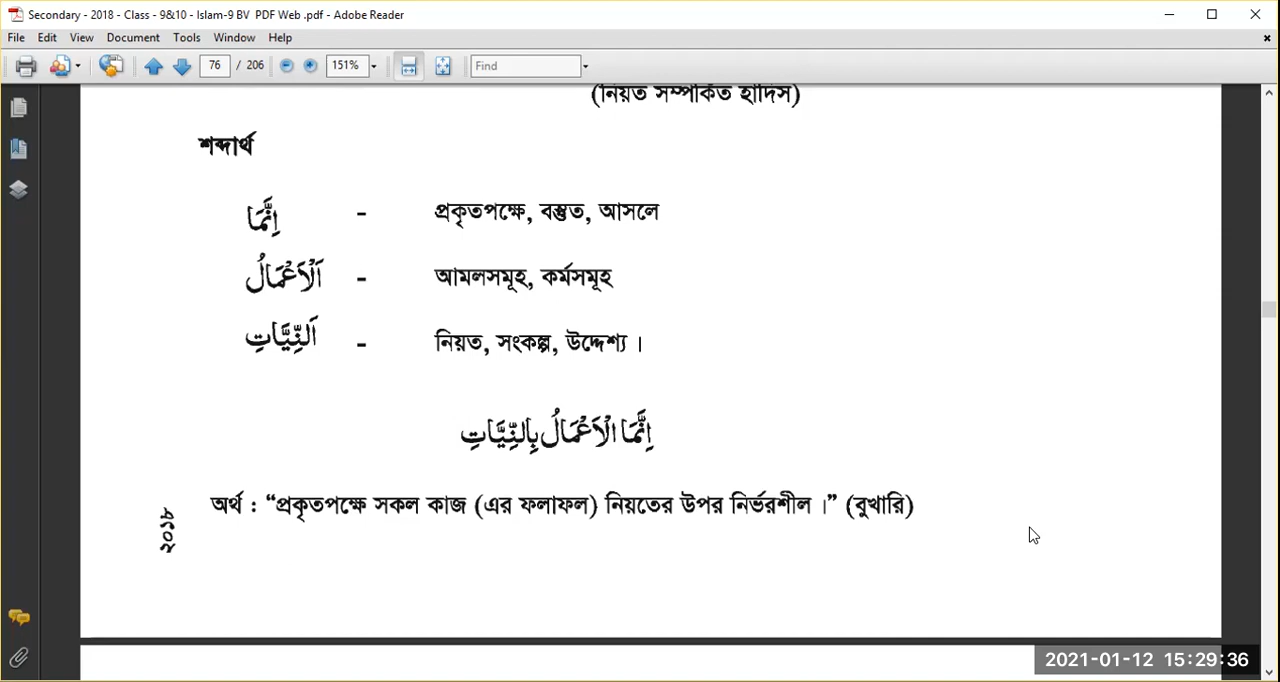 Secondary - 2018 - Class - 9&10 - Islam-9 BV  PDF Web .pdf - Adobe Reader
File Edit View Document Tools Window Help
76 / 206 151% Find
(নিয়ত সম্পর্কিত হাদিস)
শব্দার্থ
اِنَّمَا - প্রকৃতপক্ষে, বস্তুত, আসলে
اَلْاَعْمَالُ - আমলসমূহ, কর্মসমূহ
اَلنِّيَّاتِ - নিয়ত, সংকল্প, উদ্দেশ্য ।
اِنَّمَا الْاَعْمَالُ بِالنِّيَّاتِ
অর্থ : “প্রকৃতপক্ষে সকল কাজ (এর ফলাফল) নিয়তের উপর নির্ভরশীল ।” (বুখারি)
২০১৮
2021-01-12 15:29:36